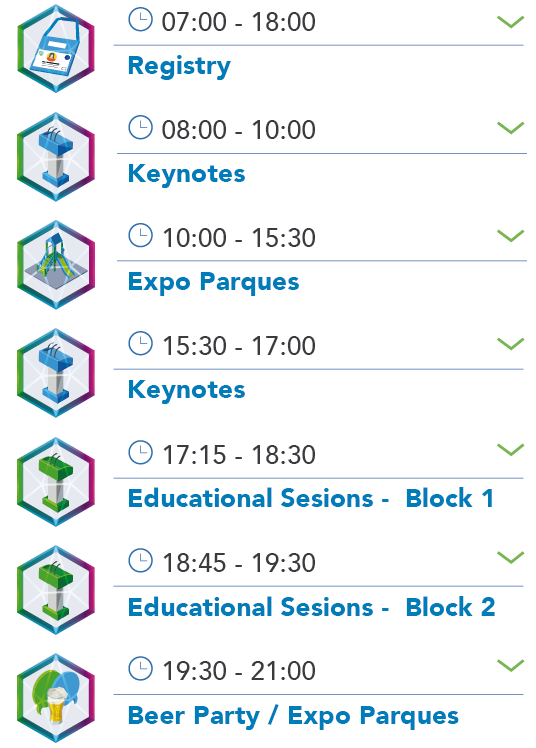 07:00 - 18:00
Registry
08:00 - 10:00
Keynotes
10:00 - 15:30
Expo Parques
15:30 - 17:00
Keynotes
17:15 - 18:30
Educational Sesions -  Block 1
18:45 - 19:30
Educational Sesions -  Block 2
19:30 - 21:00
Beer Party / Expo Parques